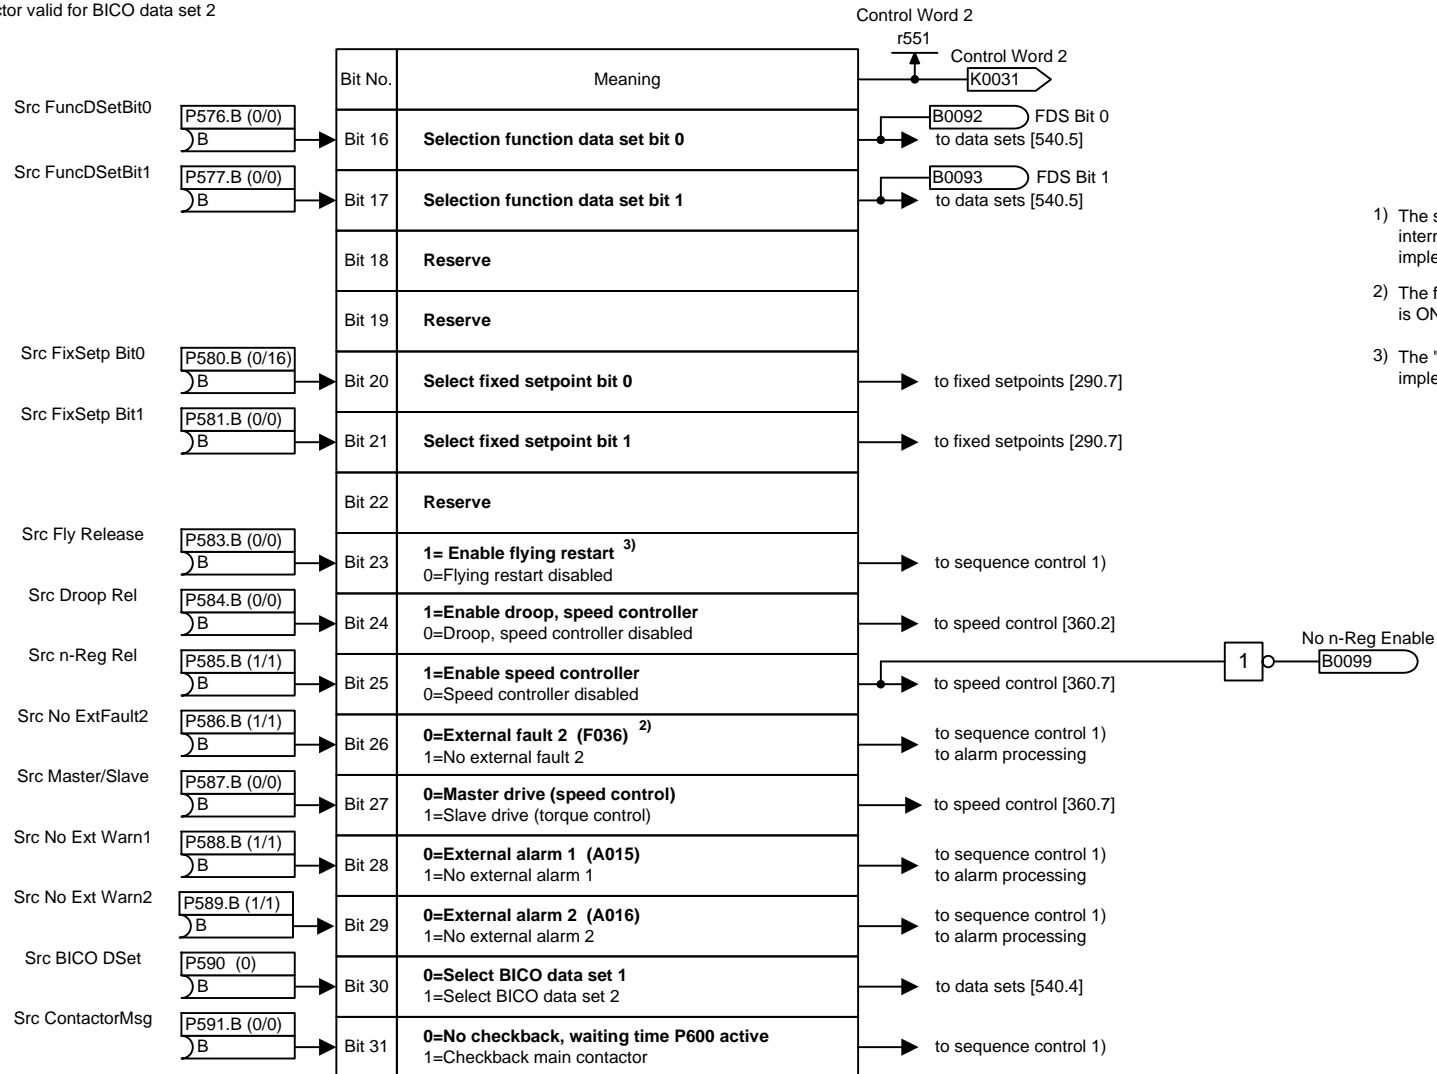 ctor valid for BICO data set 2
Control Word 2
r551
Control Word 2
K0031
Bit No. Meaning
Src FuncDSetBit0 P576.B (0/0) B Bit 16 Selection function data set bit 0 B0092 FDS Bit 0
to data sets [540.5]
Src FuncDSetBit1 P577.B (0/0) B Bit 17 Selection function data set bit 1 B0093 FDS Bit 1
to data sets [540.5]
1) The s
intern
imple
Bit 18 Reserve
2) The f
is ON
Bit 19 Reserve
3) The "
imple
Src FixSetp Bit0 P580.B (0/16) B Bit 20 Select fixed setpoint bit 0 to fixed setpoints [290.7]
Src FixSetp Bit1 P581.B (0/0) B Bit 21 Select fixed setpoint bit 1 to fixed setpoints [290.7]
Bit 22 Reserve
Src Fly Release P583.B (0/0) B Bit 23 1= Enable flying restart 3)
0=Flying restart disabled
to sequence control 1)
Src Droop Rel P584.B (0/0) B Bit 24 1=Enable droop, speed controller
0=Droop, speed controller disabled
to speed control [360.2]
Src n-Reg Rel P585.B (1/1) B Bit 25 1=Enable speed controller
0=Speed controller disabled
to speed control [360.7]
1 No n-Reg Enable
B0099
Src No ExtFault2 P586.B (1/1) B Bit 26 0=External fault 2 (F036) 2)
1=No external fault 2
to sequence control 1)
to alarm processing
Src Master/Slave P587.B (0/0) B Bit 27 0=Master drive (speed control)
1=Slave drive (torque control)
to speed control [360.7]
Src No Ext Warn1 P588.B (1/1) B Bit 28 0=External alarm 1 (A015)
1=No external alarm 1
to sequence control 1)
to alarm processing
Src No Ext Warn2 P589.B (1/1) B Bit 29 0=External alarm 2 (A016)
1=No external alarm 2
to sequence control 1)
to alarm processing
Src BICO DSet P590 (0) B Bit 30 0=Select BICO data set 1
1=Select BICO data set 2
to data sets [540.4]
Src ContactorMsg P591.B (0/0) B Bit 31 0=No checkback, waiting time P600 active
1=Checkback main contactor
to sequence control 1)